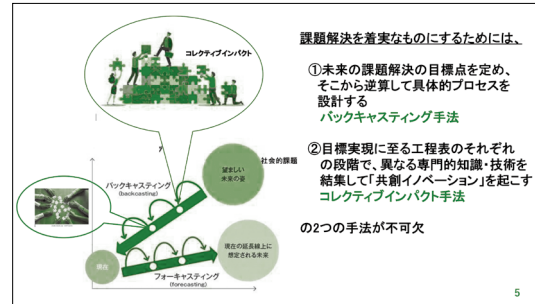 コレクティブインパクト
y
社会的課題
望ましい
未来の姿
バックキャスティング
(backcasting)
現在の延長線上に
想定される未来
現在
フォーキャスティング
(forecasting)
課題解決を着実なものにするためには、
①未来の課題解決の目標点を定め、
そこから逆算して具体的プロセスを
設計する
バックキャスティング手法
②目標実現に至る工程表のそれぞれ
の段階で、異なる専門的知識・技術を
結集して「共創イノベーション」を起こす
コレクティブインパクト手法
の2つの手法が不可欠
5